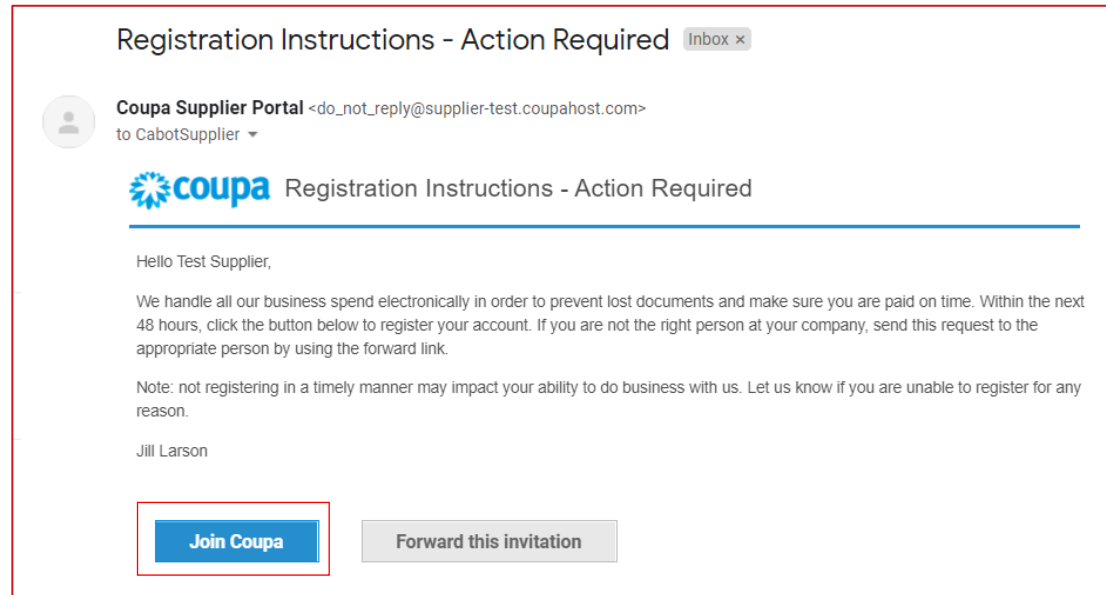 Registration Instructions - Action Required Inbox ×
Coupa Supplier Portal <do_not_reply@supplier-test.coupahost.com>
to CabotSupplier
coupa Registration Instructions - Action Required
Hello Test Supplier,
We handle all our business spend electronically in order to prevent lost documents and make sure you are paid on time. Within the next
48 hours, click the button below to register your account. If you are not the right person at your company, send this request to the
appropriate person by using the forward link.
Note: not registering in a timely manner may impact your ability to do business with us. Let us know if you are unable to register for any
reason.
Jill Larson
Join Coupa Forward this invitation